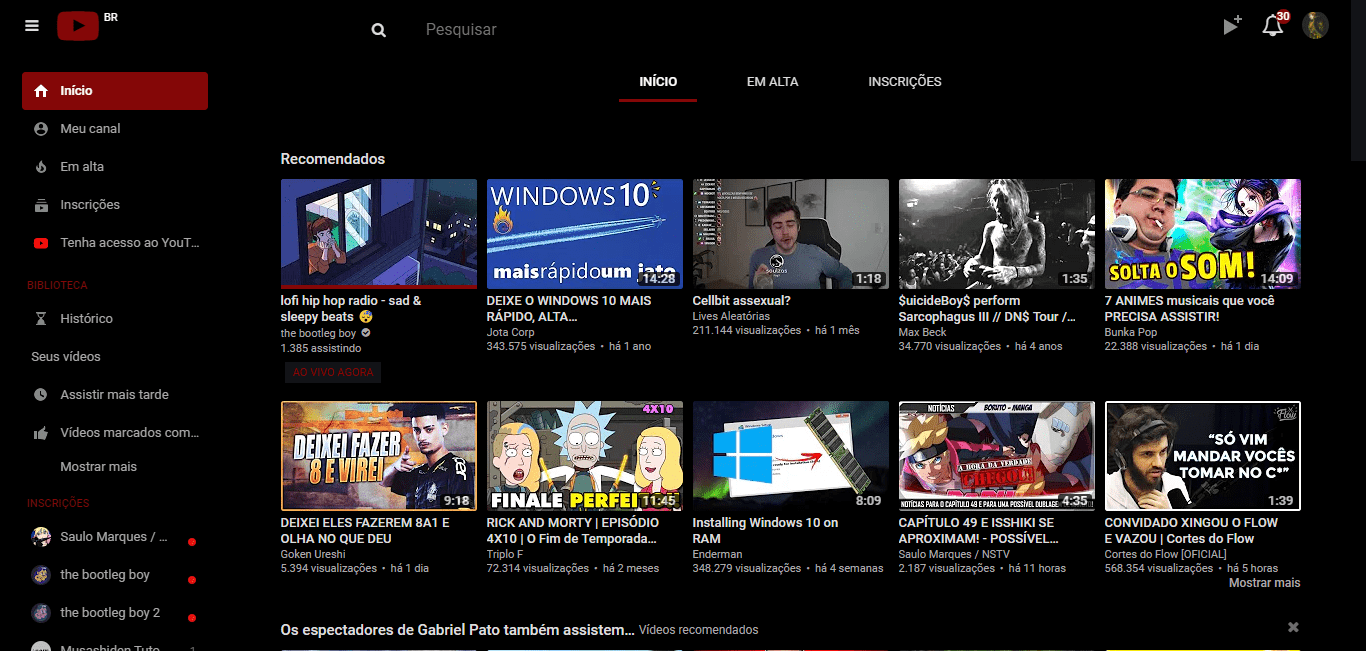 BR
Pesquisar
30
Início
Meu canal
Em alta
Inscrições
Tenha acesso ao YouT...
BIBLIOTECA
Histórico
Seus vídeos
Assistir mais tarde
Vídeos marcados com...
Mostrar mais
INSCRIÇÕES
Saulo Marques / ...
the bootleg boy
the bootleg boy 2
Musashiden Tuto
INÍCIO
EM ALTA
INSCRIÇÕES
Recomendados
lofi hip hop radio - sad &
sleepy beats 😴
the bootleg boy
1.385 assistindo
AO VIVO AGORA
WINDOWS 10
maisrápidoum jato
14:28
DEIXE O WINDOWS 10 MAIS
RÁPIDO, ALTA...
Jota Corp
343.575 visualizações • há 1 ano
soulzos
1:18
Cellbit assexual?
Lives Aleatórias
211.144 visualizações • há 1 mês
1:35
$uicideBoy$ perform
Sarcophagus III // DN$ Tour /...
Max Beck
34.770 visualizações • há 4 anos
SOLTA O SOM!
14:09
7 ANIMES musicais que você
PRECISA ASSISTIR!
Bunka Pop
22.388 visualizações • há 1 dia
DEIXEI FAZER
8 E VIREI
9:18
DEIXEI ELES FAZEREM 8A1 E
OLHA NO QUE DEU
Goken Ureshi
5.394 visualizações • há 1 dia
4X10
FINALE PERFEI
11:45
RICK AND MORTY | EPISÓDIO
4X10 | O Fim de Temporada...
Triplo F
72.314 visualizações • há 2 meses
8:09
Installing Windows 10 on
RAM
Enderman
348.279 visualizações • há 4 semanas
NOTÍCIAS
BORUTO - MANGA
A HORA DA VERDADE
CHEGOU!
NOTÍCIAS PARA O CAPÍTULO 49 E PARA UMA POSSÍVEL DUBLAGE
4:35
CAPÍTULO 49 E ISSHIKI SE
APROXIMAM! - POSSÍVEL...
Saulo Marques / NSTV
2.187 visualizações • há 11 horas
Flow
"SÓ VIM
MANDAR VOCÊS
TOMAR NO C*"
1:39
CONVIDADO XINGOU O FLOW
E VAZOU | Cortes do Flow
Cortes do Flow [OFICIAL]
568.354 visualizações • há 5 horas
Mostrar mais
Os espectadores de Gabriel Pato também assistem... Vídeos recomendados